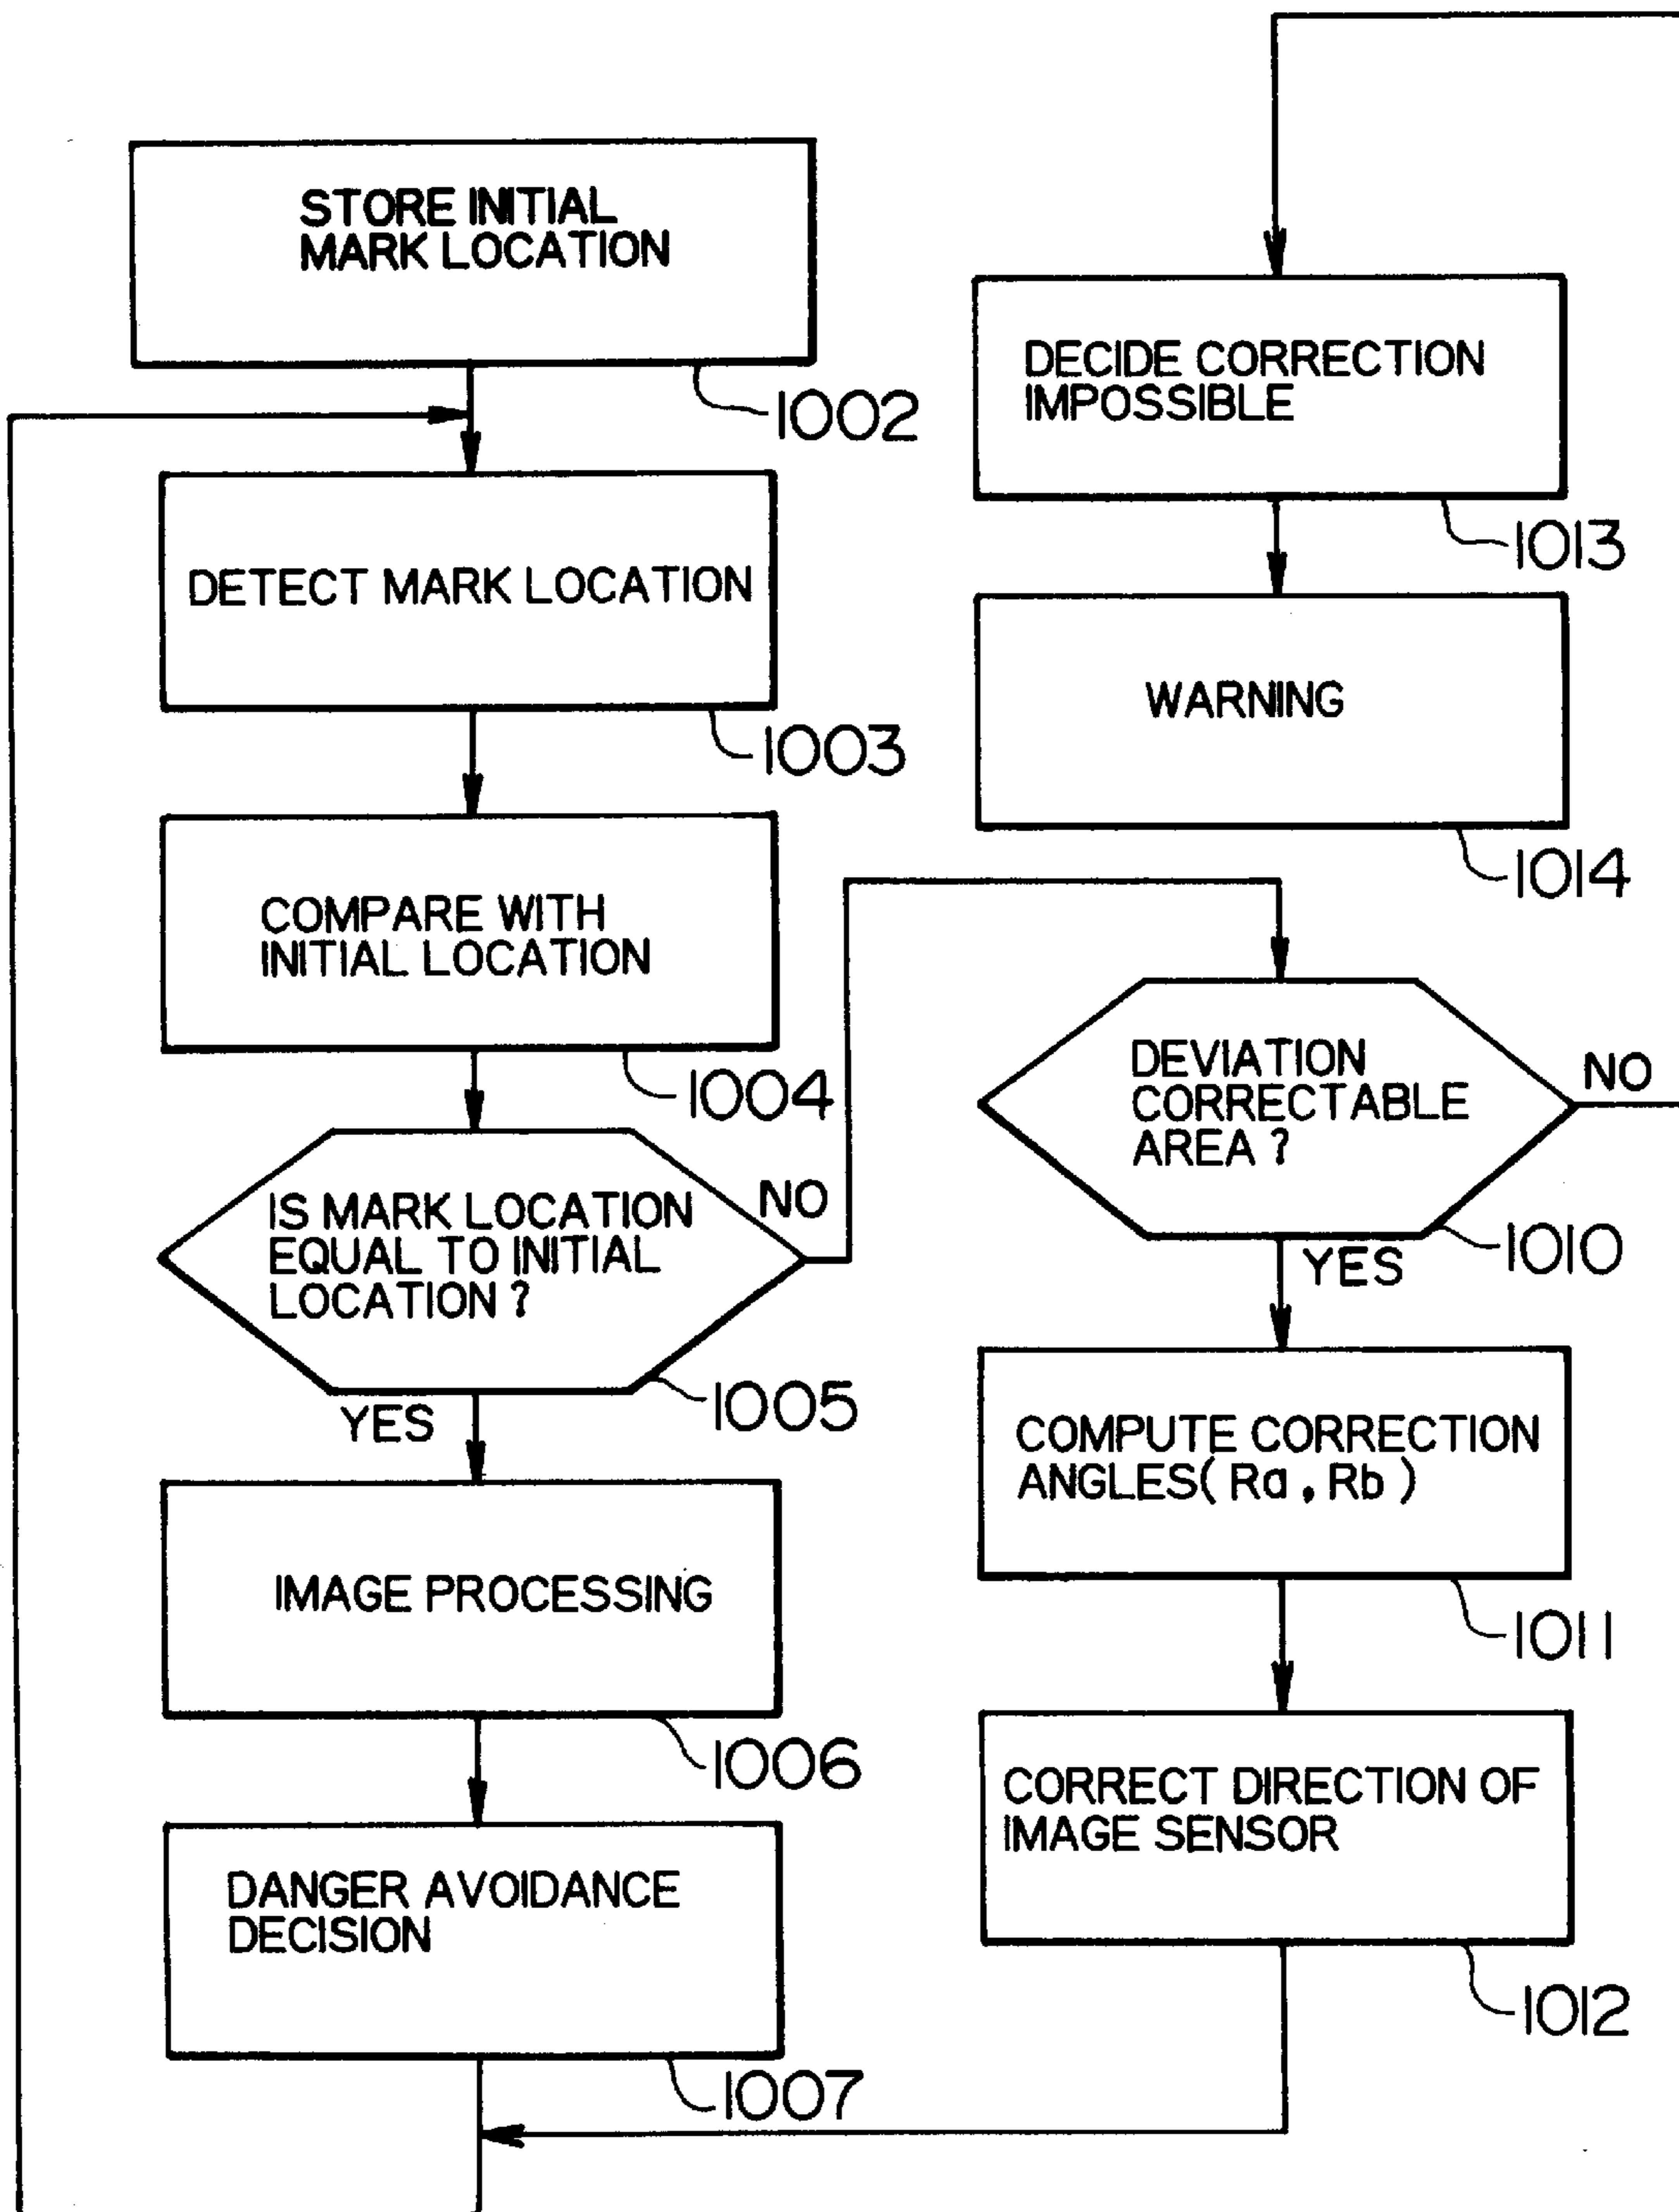 STORE INITIAL
MARK LOCATION
1002
DETECT MARK LOCATION
1003
COMPARE WITH
INITIAL LOCATION
1004
IS MARK LOCATION
EQUAL TO INITIAL
LOCATION ?
NO
YES
1005
IMAGE PROCESSING
1006
DANGER AVOIDANCE
DECISION
1007
DECIDE CORRECTION
IMPOSSIBLE
1013
WARNING
1014
DEVIATION
CORRECTABLE
AREA ?
NO
YES
1010
COMPUTE CORRECTION
ANGLES( Ra , Rb )
1011
CORRECT DIRECTION OF
IMAGE SENSOR
1012